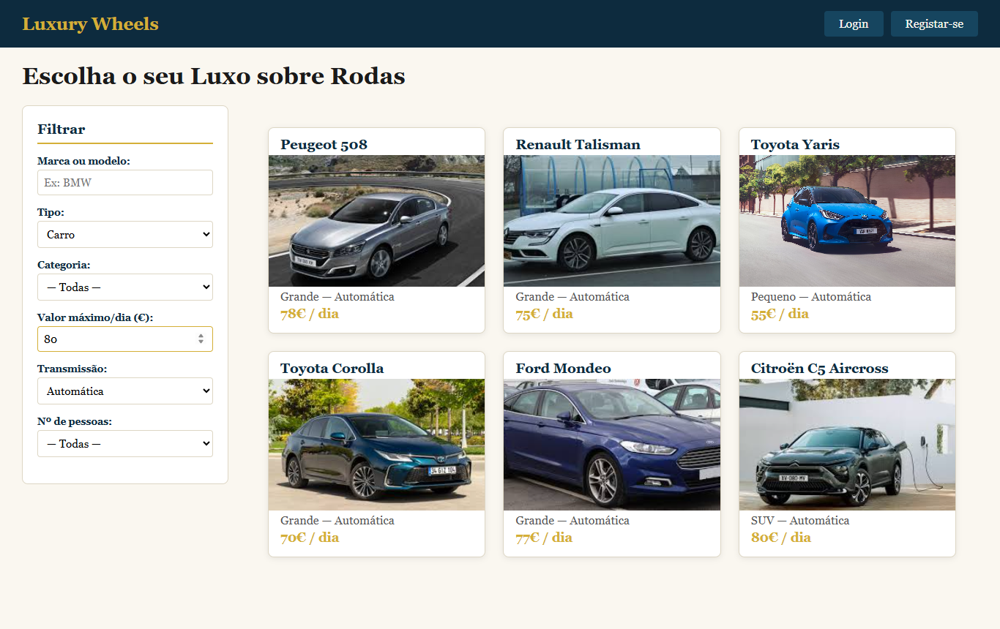 Luxury Wheels
Login
Registar-se
Escolha o seu Luxo sobre Rodas
Filtrar
Marca ou modelo:
Ex: BMW
Tipo:
Carro
Categoria:
— Todas —
Valor máximo/dia (€):
80
Transmissão:
Automática
Nº de pessoas:
— Todas —
Peugeot 508
Grande — Automática
78€ / dia
Renault Talisman
Grande — Automática
75€ / dia
Toyota Yaris
Pequeno — Automática
55€ / dia
Toyota Corolla
34 GIZ 104
Grande — Automática
70€ / dia
Ford Mondeo
Grande — Automática
77€ / dia
Citroën C5 Aircross
SUV — Automática
80€ / dia